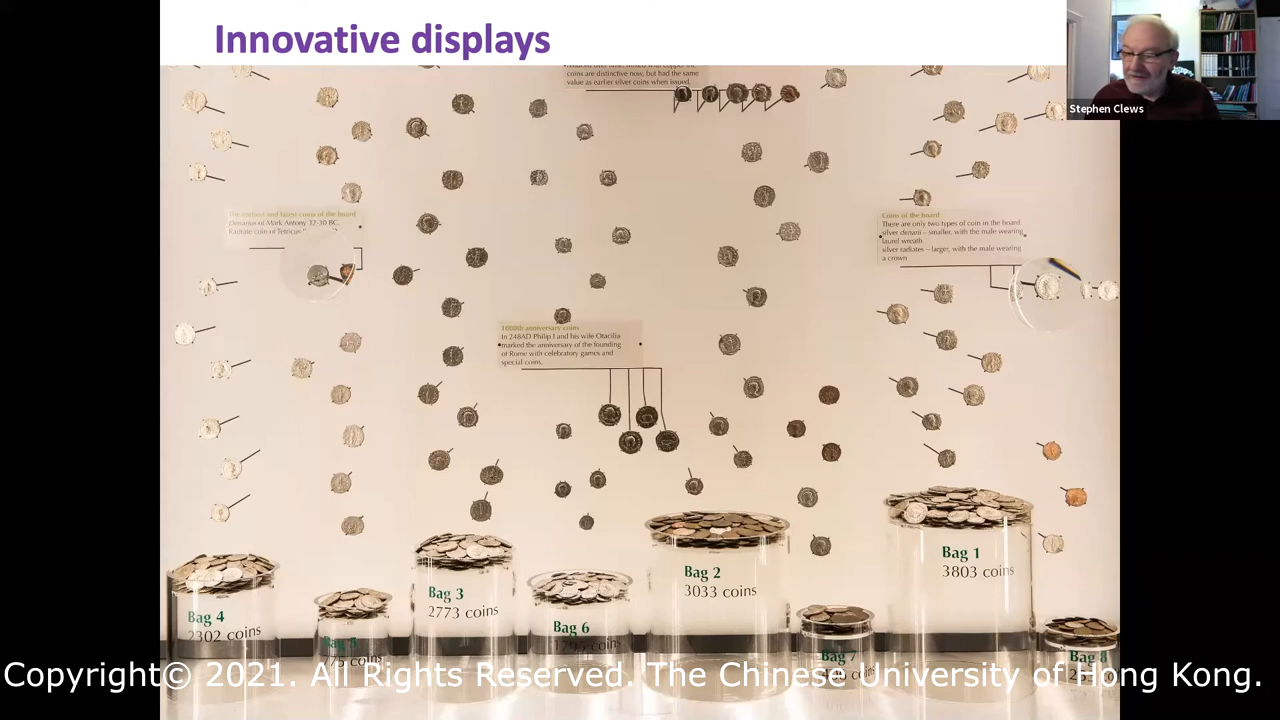 Innovative displays
Stephen Clews
coins are distinctive now, but had the same
value as earlier silver coins when issued.
The earliest and latest coins of the hoard
Denarius of Mark Antony 32-30 BC.
Radiate coin of Tetricus
Coins of the hoard
There are only two types of coin in the hoard:
silver denarii – smaller, with the male wearing
laurel wreath
silver radiates – larger, with the male wearing
a crown
1000th anniversary coins
In 248AD Philip I and his wife Otacilia
marked the anniversary of the founding
of Rome with celebratory games and
special coins.
Bag 4
2302 coins
Bag 5
coins
Bag 3
2773 coins
Bag 6
coins
Bag 2
3033 coins
Bag 7
Bag 1
3803 coins
Bag 8
Copyright© 2021. All Rights Reserved. The Chinese University of Hong Kong.